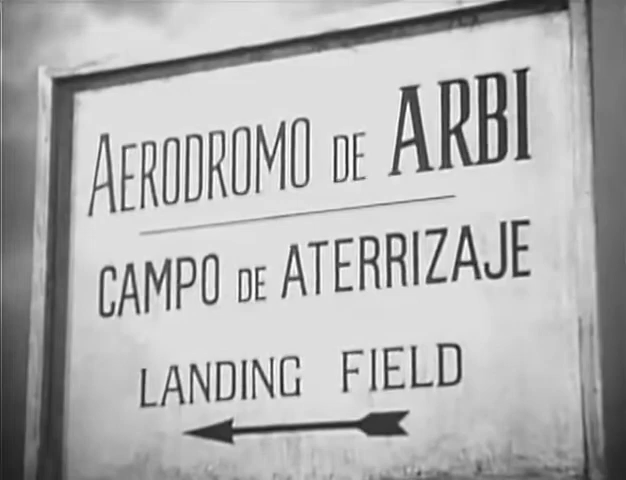 AERODROMO DE ARBI
CAMPO DE ATERRIZAJE
LANDING FIELD